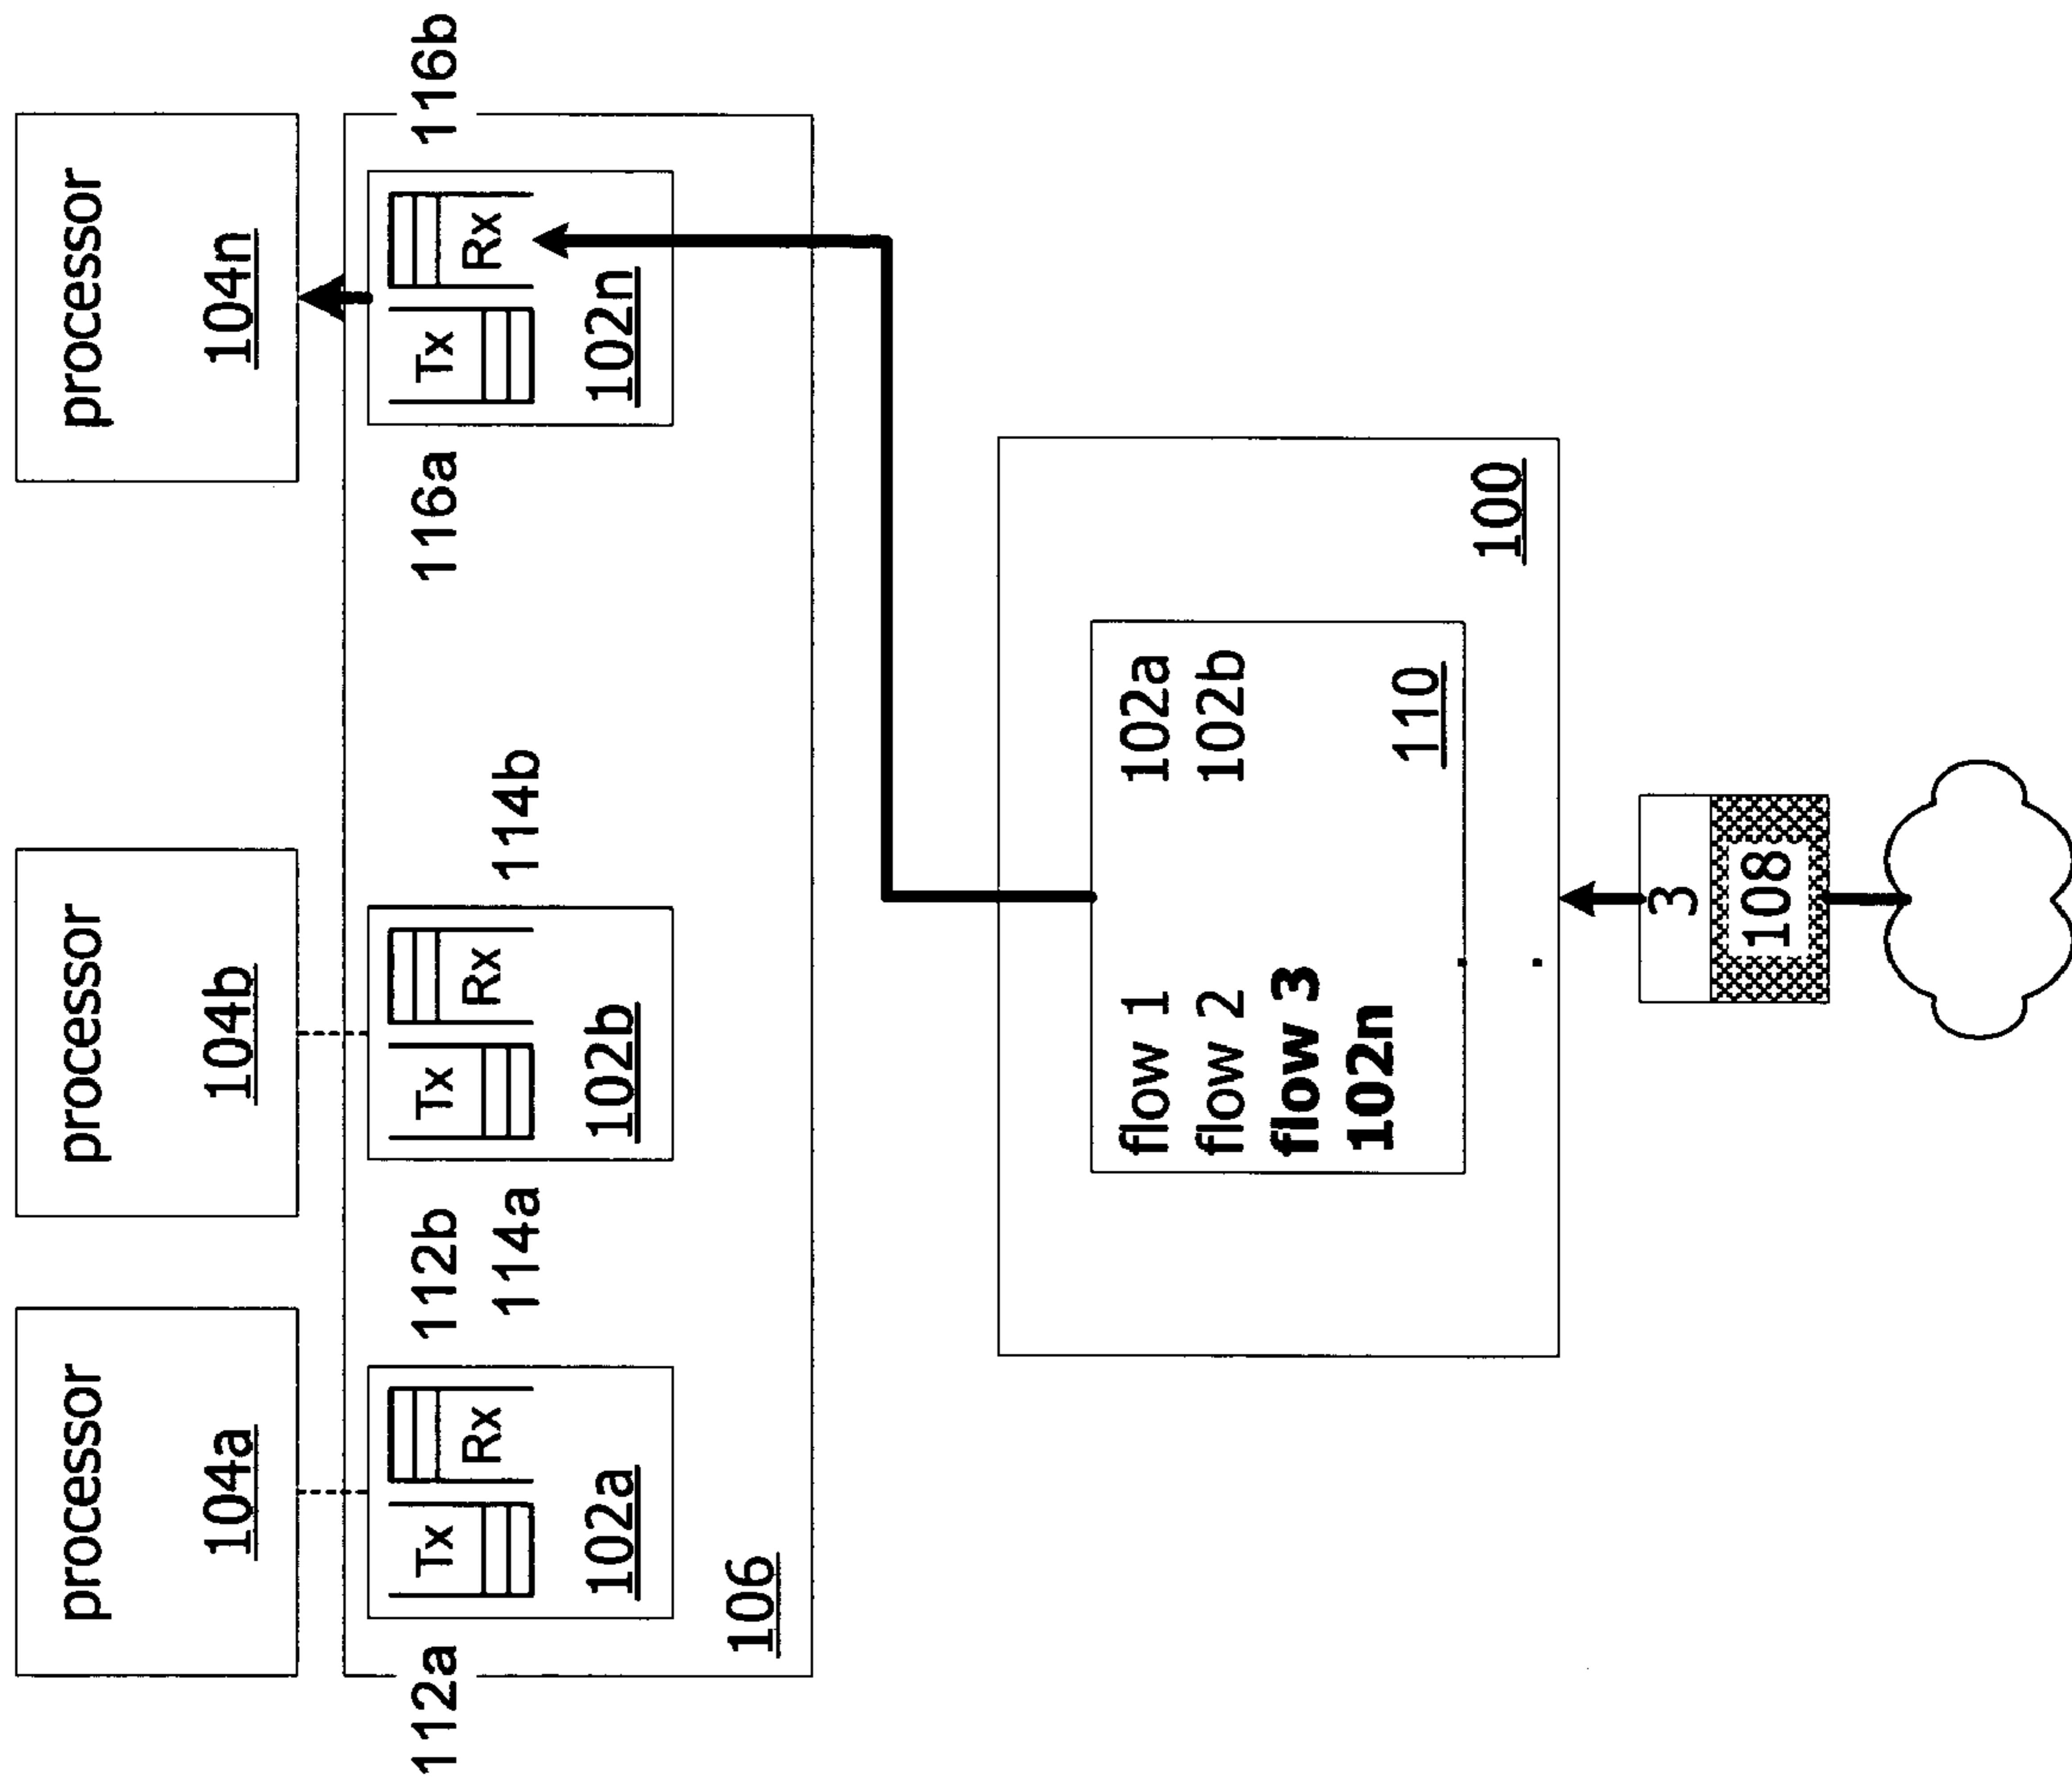 processor
104a
processor
104b
processor
104n
112a
Tx
Rx
102a
112b
114a
Tx
Rx
102b
114b
116a
Tx
Rx
102n
116b
106
flow 1 102a
flow 2 102b
flow 3
102n
110
100
3
108